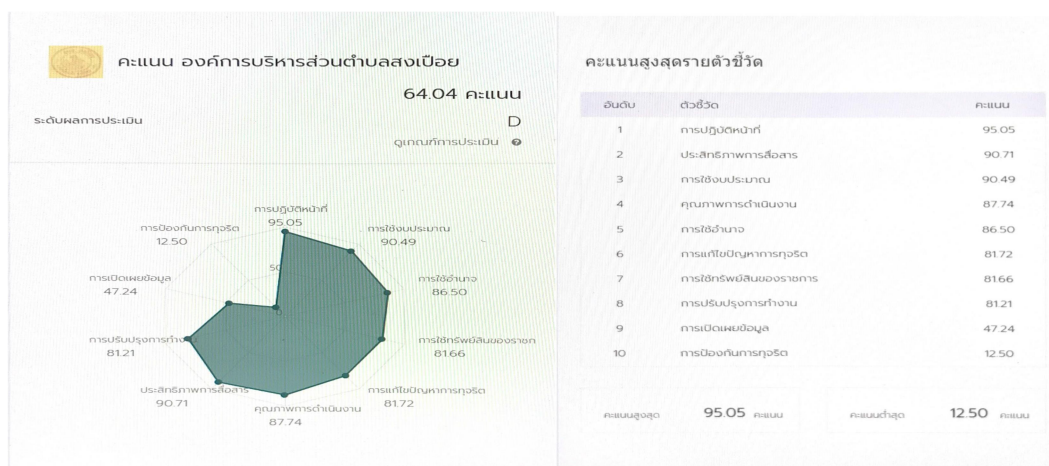 คะแนน องค์การบริหารส่วนตำบลสงเปือย
64.04 คะแนน
ระดับผลการประเมิน D
ดูเกณฑ์การประเมิน
การปฏิบัติหน้าที่
95.05
การป้องกันการทุจริต
12.50
การใช้งบประมาณ
90.49
การเปิดเผยข้อมูล
47.24
50
การใช้อำนาจ
86.50
0
การปรับปรุงการทำงาน
81.21
การใช้ทรัพย์สินของราชก
81.66
ประสิทธิภาพการสื่อสาร
90.71
การแก้ไขปัญหาการทุจริต
81.72
คุณภาพการดำเนินงาน
87.74
คะแนนสูงสุดรายตัวชี้วัด
อันดับ ตัวชี้วัด คะแนน
1 การปฏิบัติหน้าที่ 95.05
2 ประสิทธิภาพการสื่อสาร 90.71
3 การใช้งบประมาณ 90.49
4 คุณภาพการดำเนินงาน 87.74
5 การใช้อำนาจ 86.50
6 การแก้ไขปัญหาการทุจริต 81.72
7 การใช้ทรัพย์สินของราชการ 81.66
8 การปรับปรุงการทำงาน 81.21
9 การเปิดเผยข้อมูล 47.24
10 การป้องกันการทุจริต 12.50
คะแนนสูงสุด 95.05 คะแนน
คะแนนต่ำสุด 12.50 คะแนน